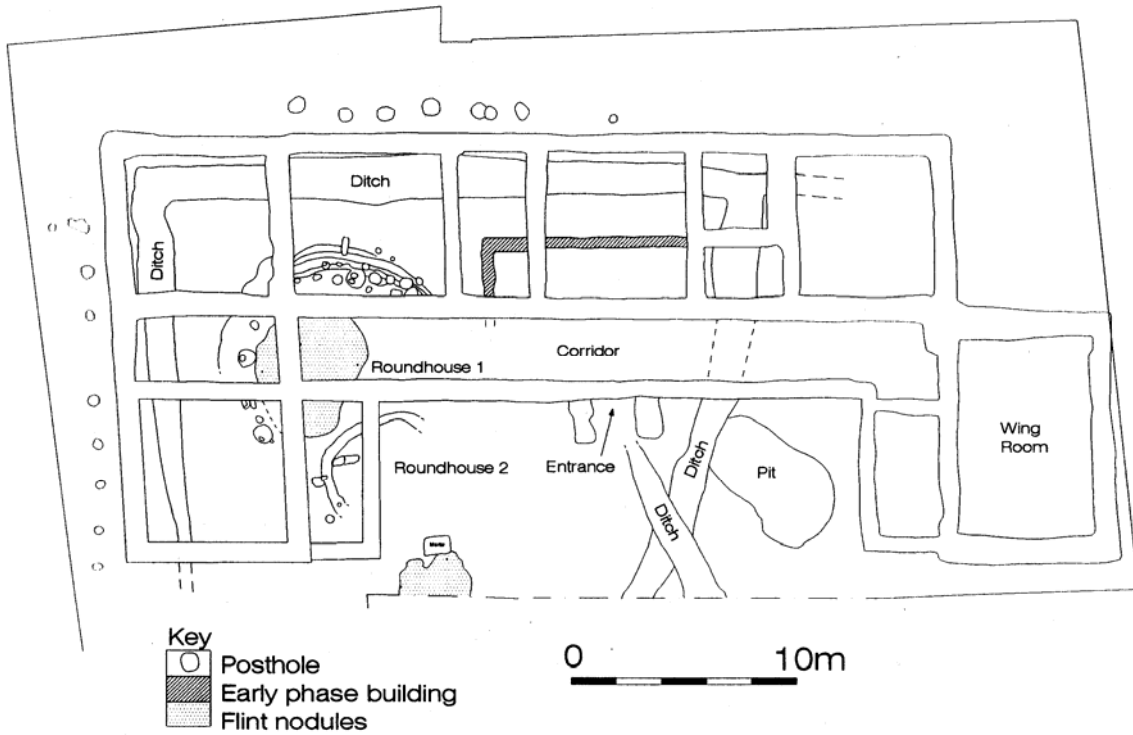 Ditch
Ditch
Corridor
Roundhouse 1
Roundhouse 2
Entrance
Ditch
Ditch
Pit
Wing
Room
Key
Posthole
Early phase building
Flint nodules
0 10m